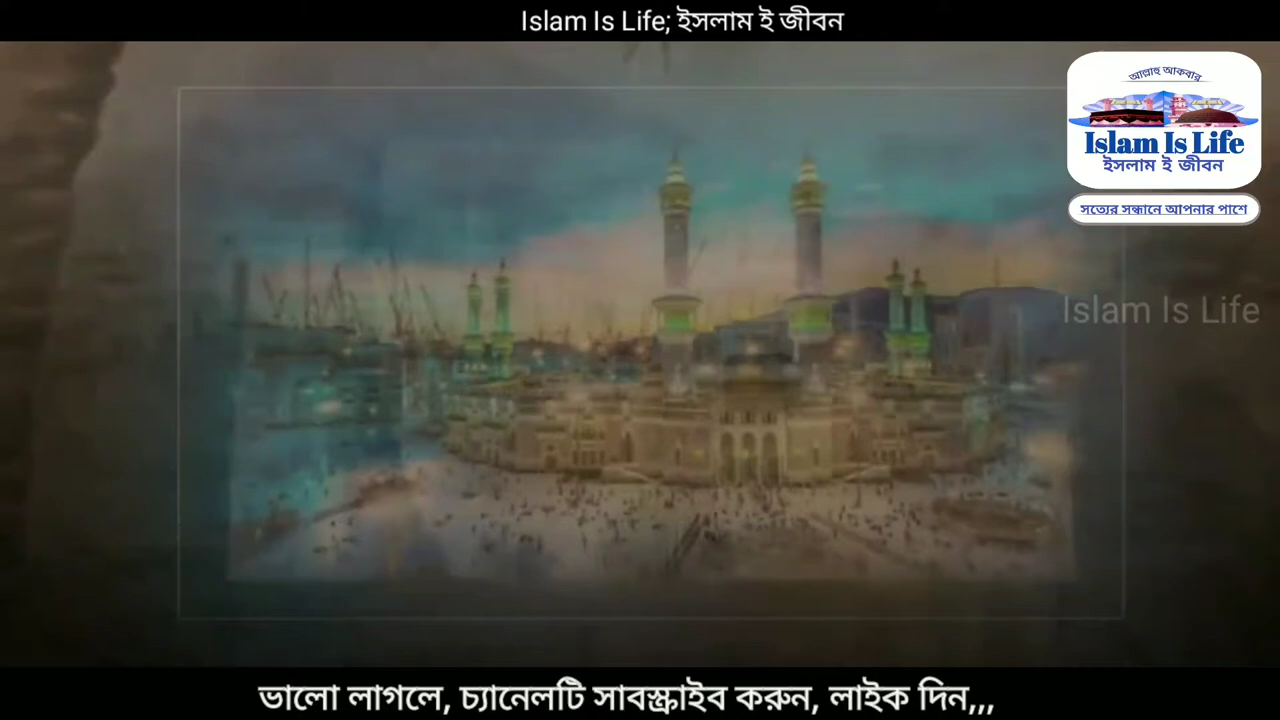 Islam Is Life; ইসলাম ই জীবন
আল্লাহু আকবার
Islam Is Life
ইসলাম ই জীবন
সত্যের সন্ধানে আপনার পাশে
Islam Is Life
ভালো লাগলে, চ্যানেলটি সাবস্ক্রাইব করুন, লাইক দিন,,,